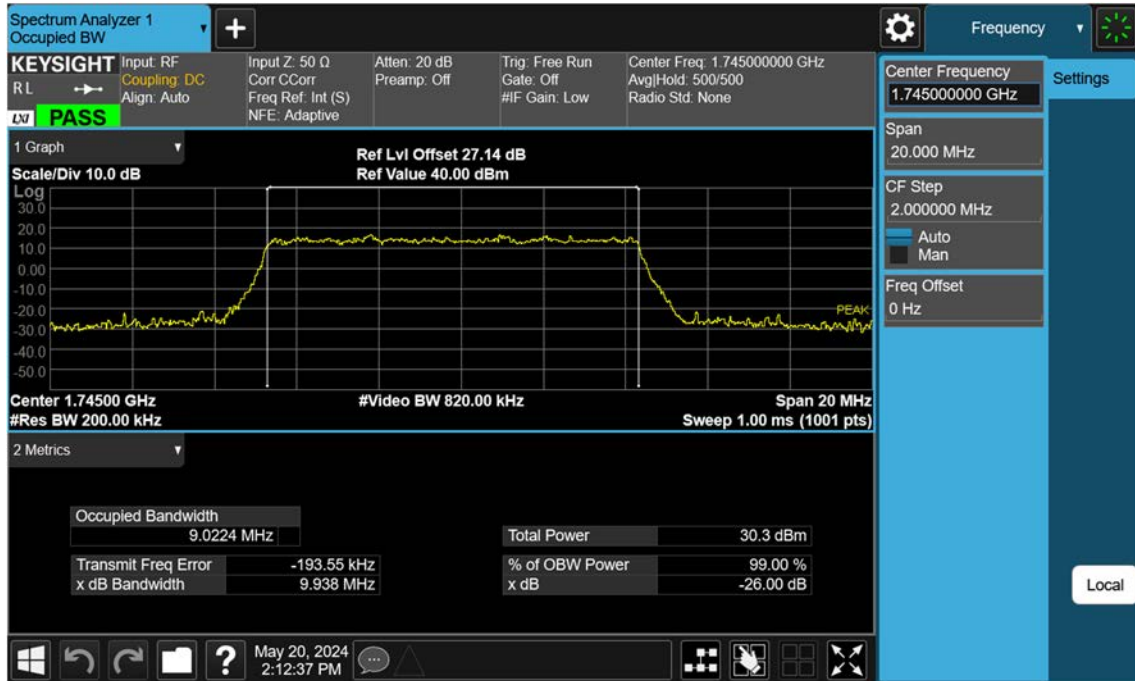 Spectrum Analyzer 1
Occupied BW
+
Frequency
KEYSIGHT
R L
LXI PASS
Input: RF
Coupling: DC
Align: Auto
Input Z: 50 Ω
Corr CCorr
Freq Ref: Int (S)
NFE: Adaptive
Atten: 20 dB
Preamp: Off
Trig: Free Run
Gate: Off
#IF Gain: Low
Center Freq: 1.745000000 GHz
Avg|Hold: 500/500
Radio Std: None
Center Frequency
1.745000000 GHz
Settings
Span
20.000 MHz
CF Step
2.000000 MHz
Auto
Man
Freq Offset
0 Hz
Local
1 Graph
Scale/Div 10.0 dB
Ref Lvl Offset 27.14 dB
Ref Value 40.00 dBm
Log
30.0
20.0
10.0
0.00
-10.0
-20.0
-30.0
-40.0
-50.0
PEAK
Center 1.74500 GHz
#Video BW 820.00 kHz
Span 20 MHz
#Res BW 200.00 kHz
Sweep 1.00 ms (1001 pts)
2 Metrics
Occupied Bandwidth
9.0224 MHz
Total Power 30.3 dBm
Transmit Freq Error -193.55 kHz
% of OBW Power 99.00 %
x dB Bandwidth 9.938 MHz
x dB -26.00 dB
?
May 20, 2024
2:12:37 PM